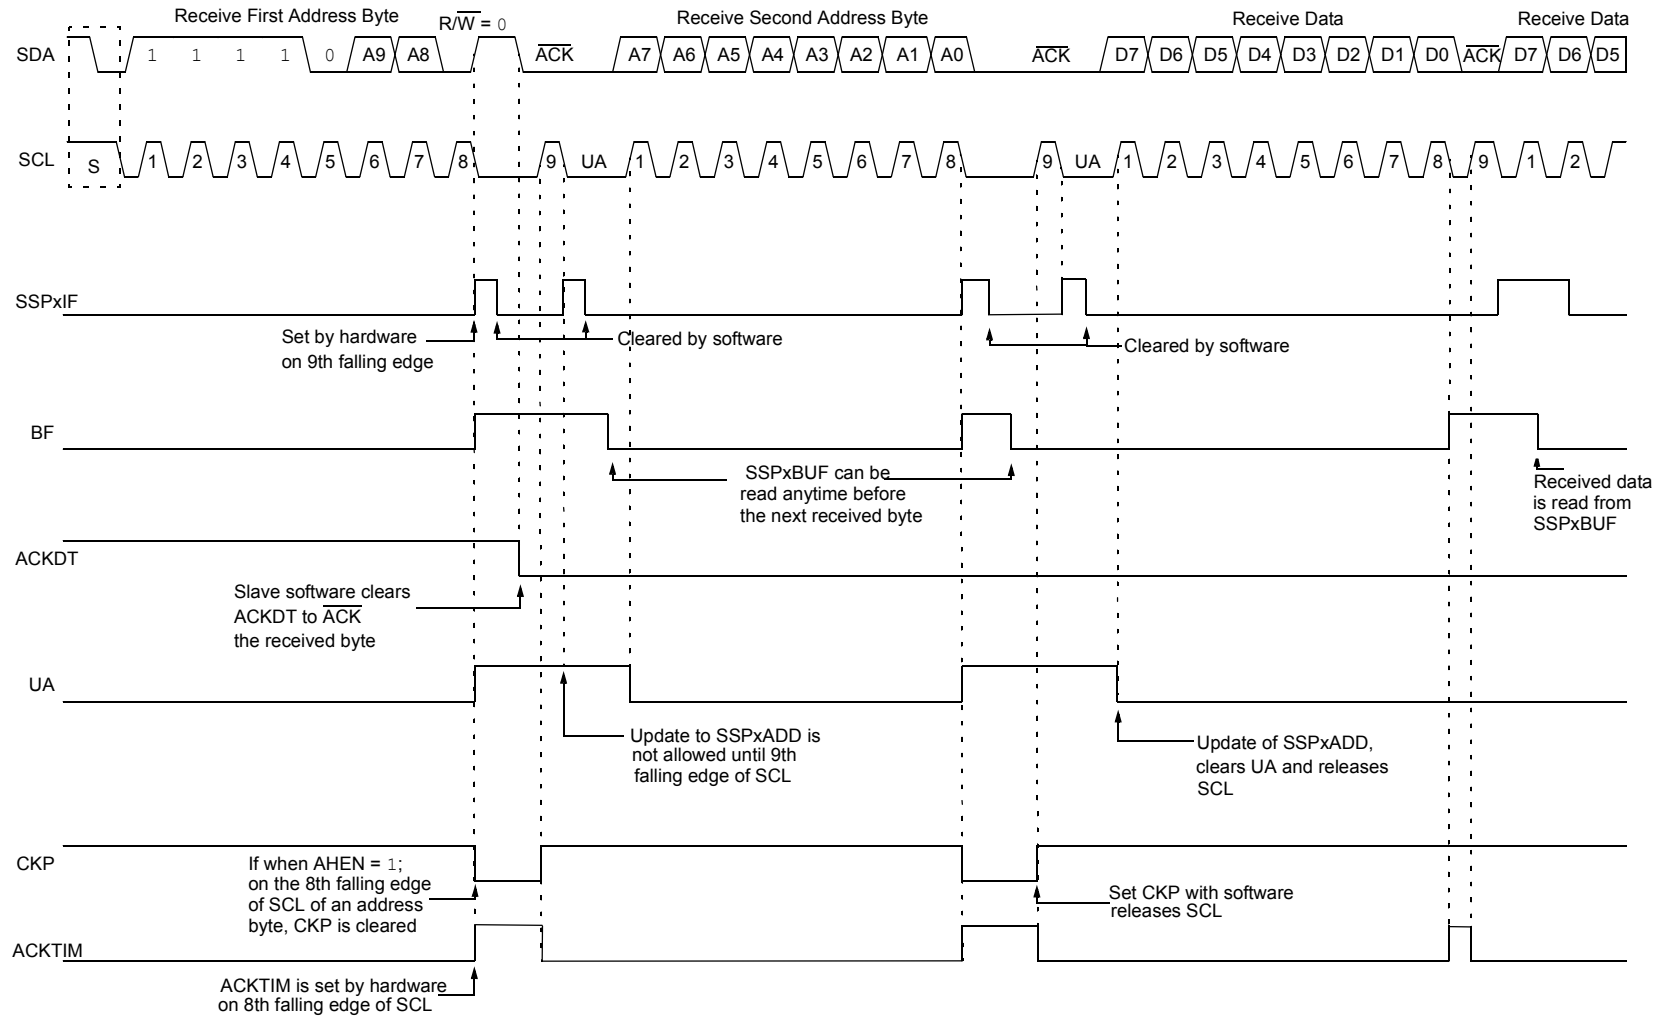 Receive First Address Byte R/W = 0 Receive Second Address Byte Receive Data Receive Data
SDA 1 1 1 1 0 A9 A8 ACK A7 A6 A5 A4 A3 A2 A1 A0 ACK D7 D6 D5 D4 D3 D2 D1 D0 ACK D7 D6 D5
SCL S 1 2 3 4 5 6 7 8 9 UA 1 2 3 4 5 6 7 8 9 UA 1 2 3 4 5 6 7 8 9 1 2
SSPxIF
Set by hardware
on 9th falling edge
Cleared by software
Cleared by software
BF
SSPxBUF can be
read anytime before
the next received byte
Received data
is read from
SSPxBUF
ACKDT
Slave software clears
ACKDT to ACK
the received byte
UA
Update to SSPxADD is
not allowed until 9th
falling edge of SCL
Update of SSPxADD,
clears UA and releases
SCL
CKP
If when AHEN = 1;
on the 8th falling edge
of SCL of an address
byte, CKP is cleared
Set CKP with software
releases SCL
ACKTIM
ACKTIM is set by hardware
on 8th falling edge of SCL